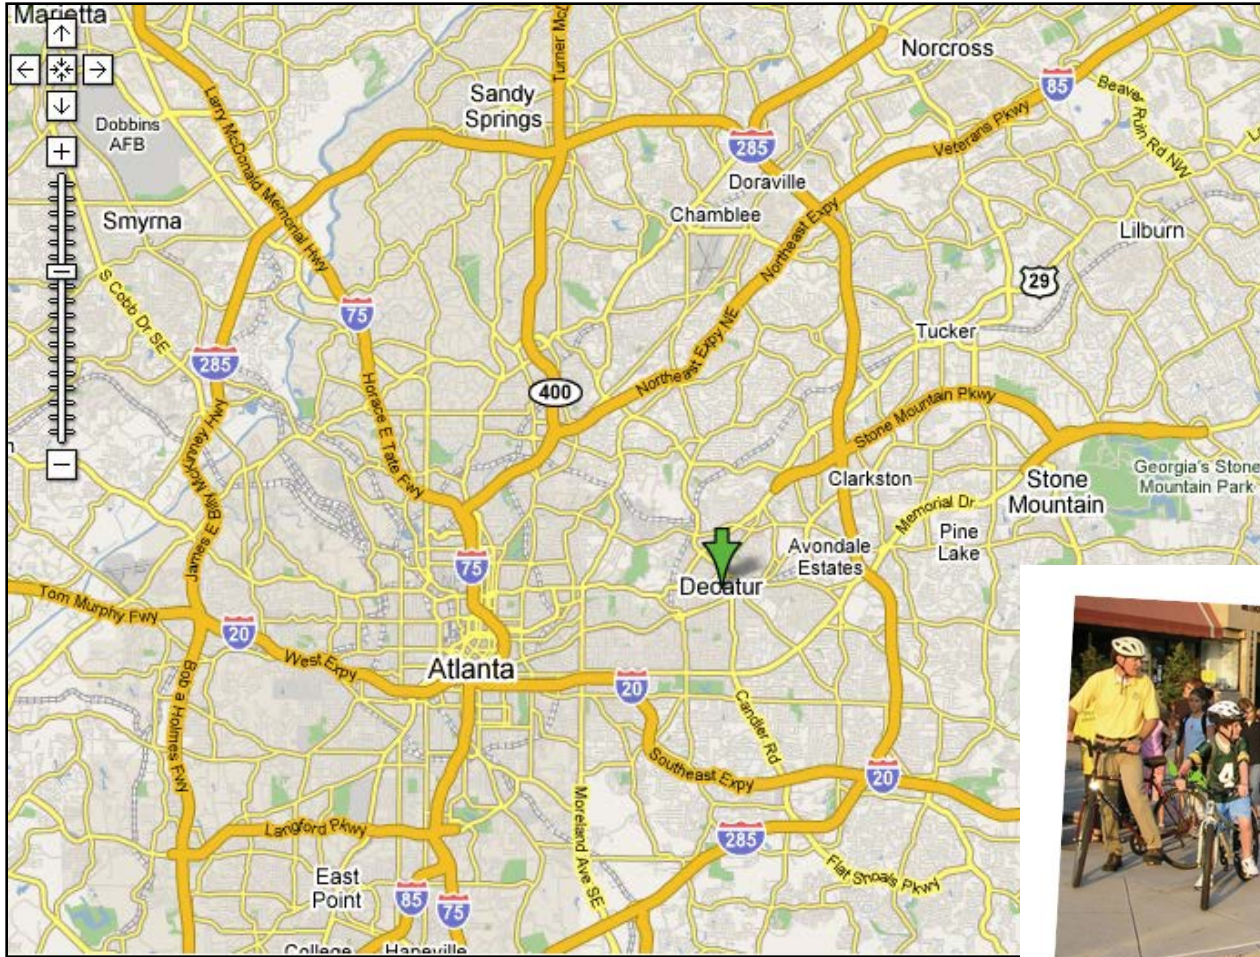 Marietta
Turner McD
Norcross
85
Sandy
Springs
Larry McDonald Memorial Hwy
Dobbins
AFB
Veterans Pkwy
Beaver Ruin Rd NW
285
Doraville
Smyrna
Chamblee
Northeast Expy
Lilburn
S Cobb Dr SE
29
75
Tucker
285
Northeast Expy NE
400
Horace E Tate Fwy
Stone Mountain Pkwy
James E Billy McKinney Hwy
Clarkston
Georgia's Stone
Mountain Park
Stone
Mountain
Memorial Dr
Pine
Lake
Avondale
Estates
75
Decatur
Tom Murphy Fwy
20
West Expy
Atlanta
20
Bob a Holmes Fwy
Candler Rd
Southeast Expy
20
Moreland Ave SE
Langford Pkwy
285
Flat Shoals Pkwy
East
Point
85
75
College
Hapeville
4